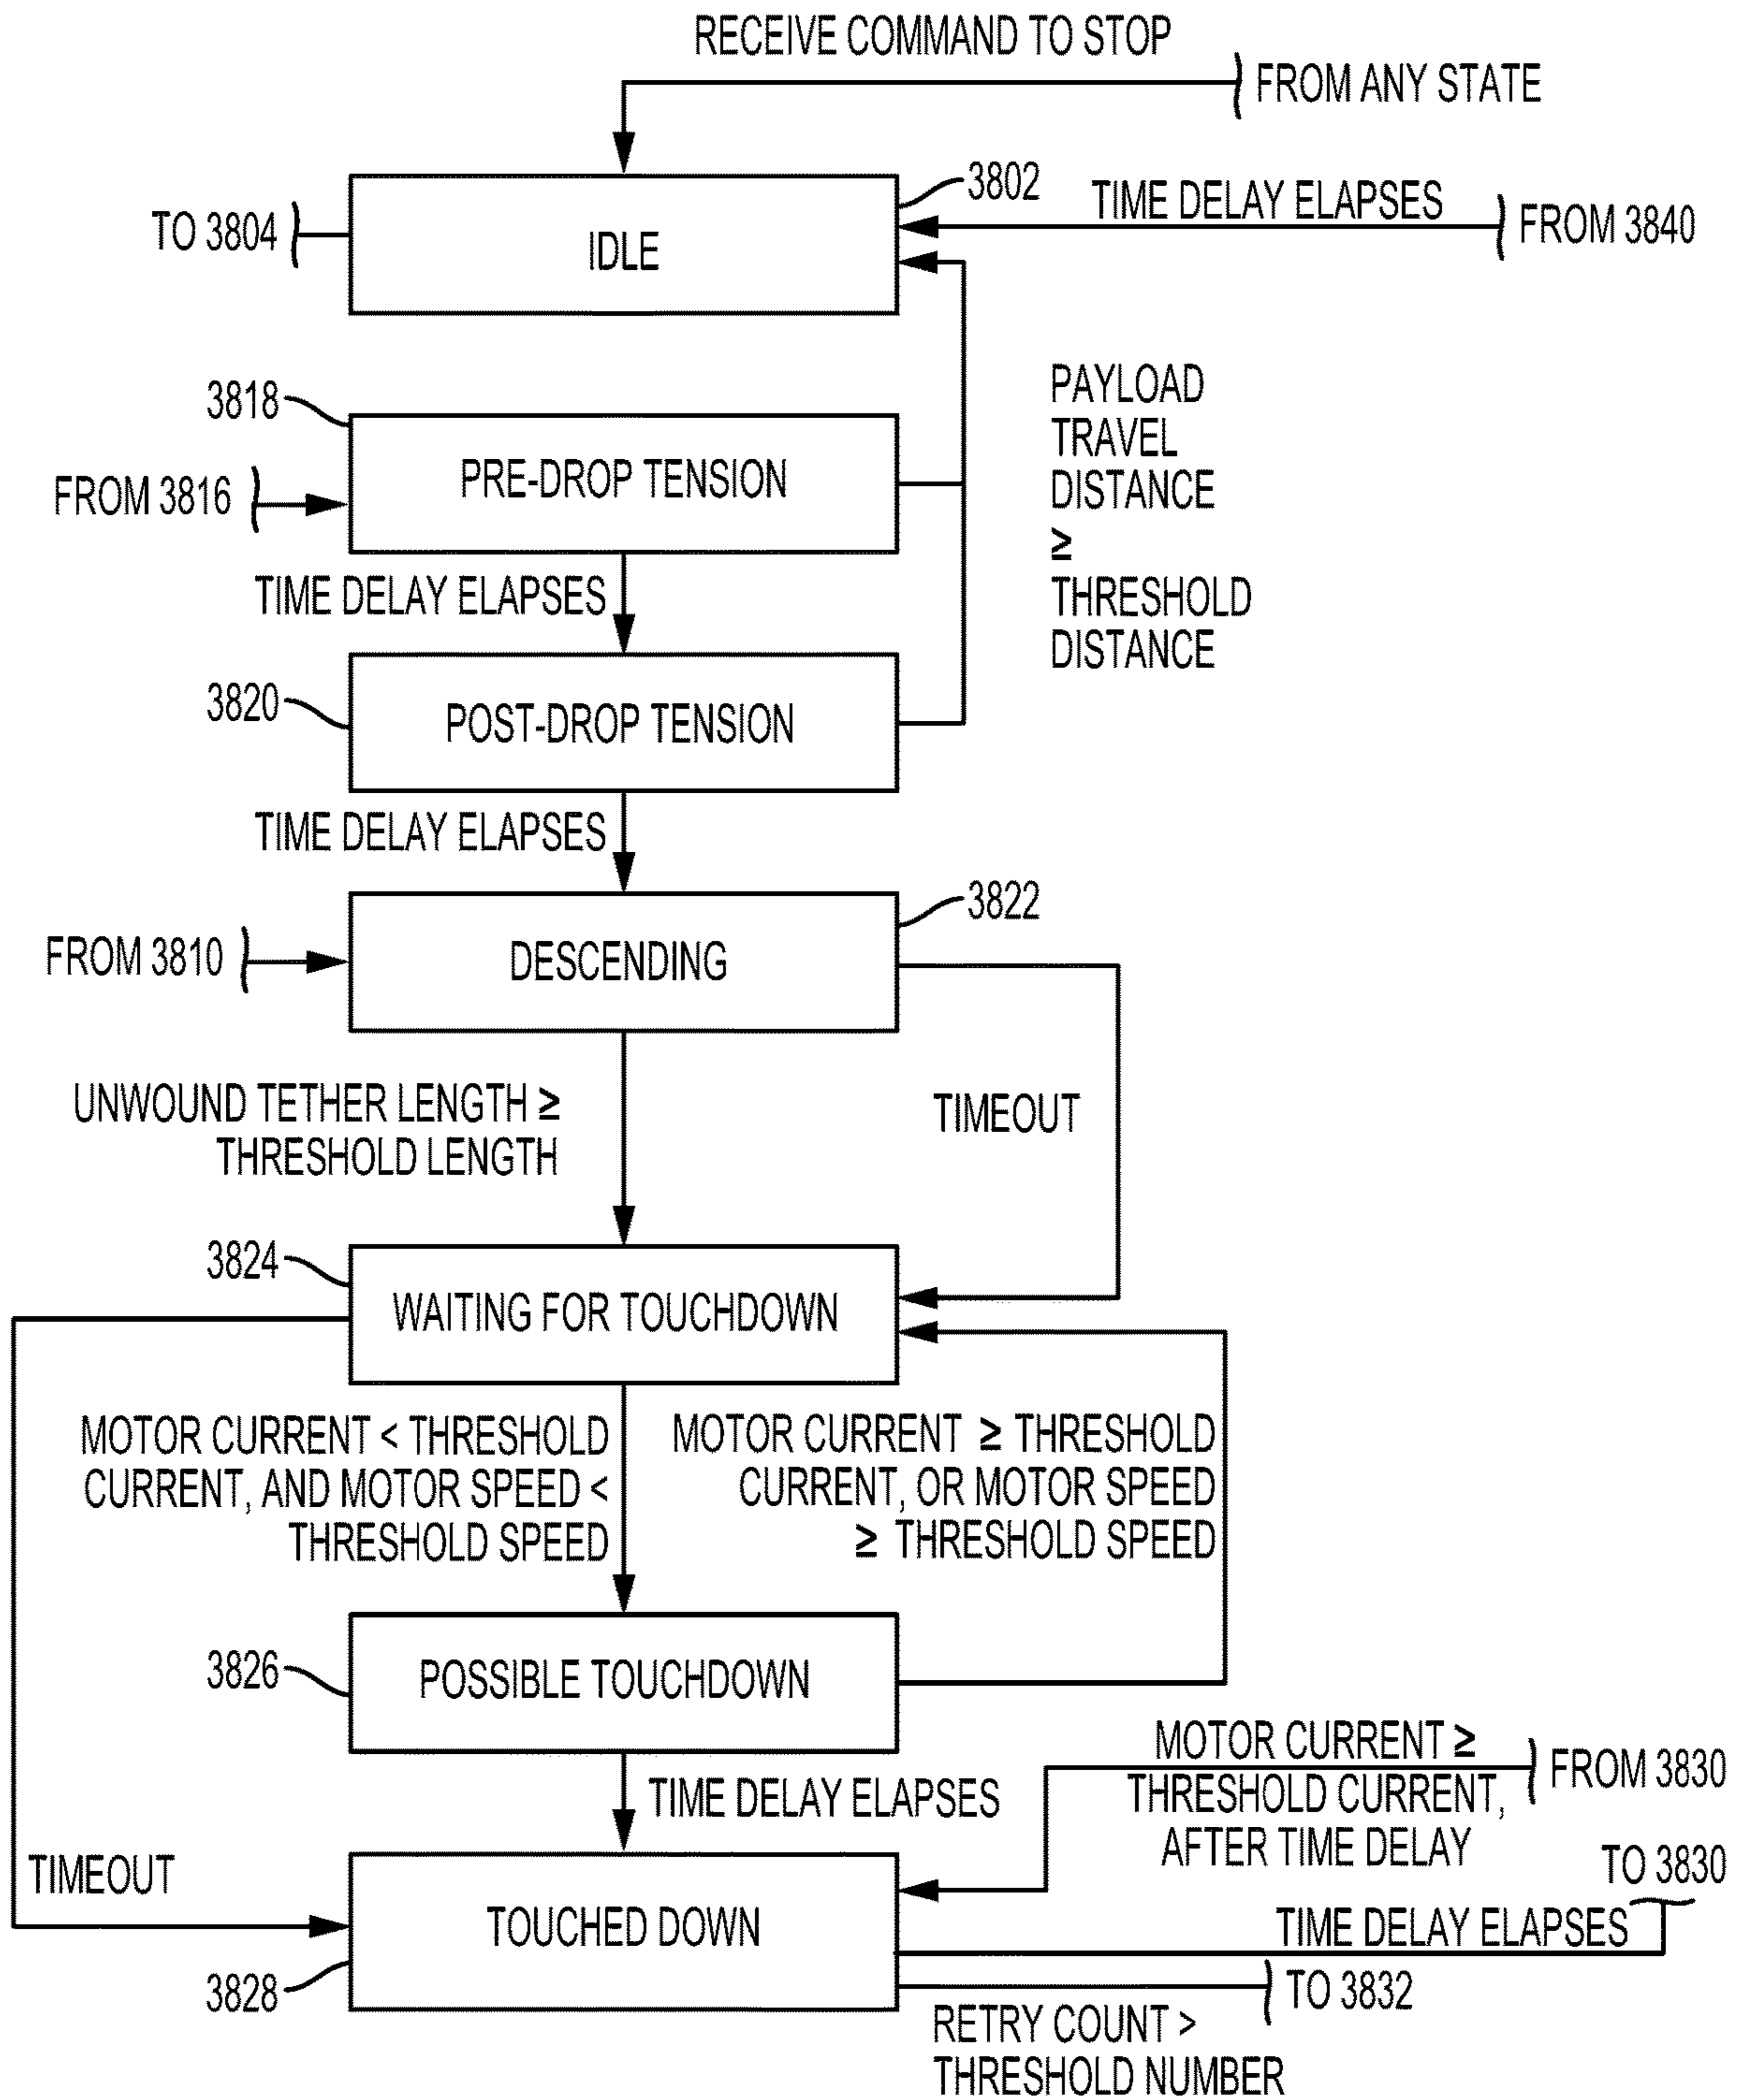 RECEIVE COMMAND TO STOP
FROM ANY STATE
3802
TIME DELAY ELAPSES
FROM 3840
TO 3804
IDLE
3818
PAYLOAD
TRAVEL
DISTANCE
≥
THRESHOLD
DISTANCE
FROM 3816
PRE-DROP TENSION
TIME DELAY ELAPSES
3820
POST-DROP TENSION
TIME DELAY ELAPSES
3822
FROM 3810
DESCENDING
UNWOUND TETHER LENGTH ≥
THRESHOLD LENGTH
TIMEOUT
3824
WAITING FOR TOUCHDOWN
MOTOR CURRENT < THRESHOLD
CURRENT, AND MOTOR SPEED <
THRESHOLD SPEED
MOTOR CURRENT ≥ THRESHOLD
CURRENT, OR MOTOR SPEED
≥ THRESHOLD SPEED
3826
POSSIBLE TOUCHDOWN
TIME DELAY ELAPSES
MOTOR CURRENT ≥
THRESHOLD CURRENT,
AFTER TIME DELAY
FROM 3830
TO 3830
TIMEOUT
TOUCHED DOWN
TIME DELAY ELAPSES
3828
TO 3832
RETRY COUNT >
THRESHOLD NUMBER